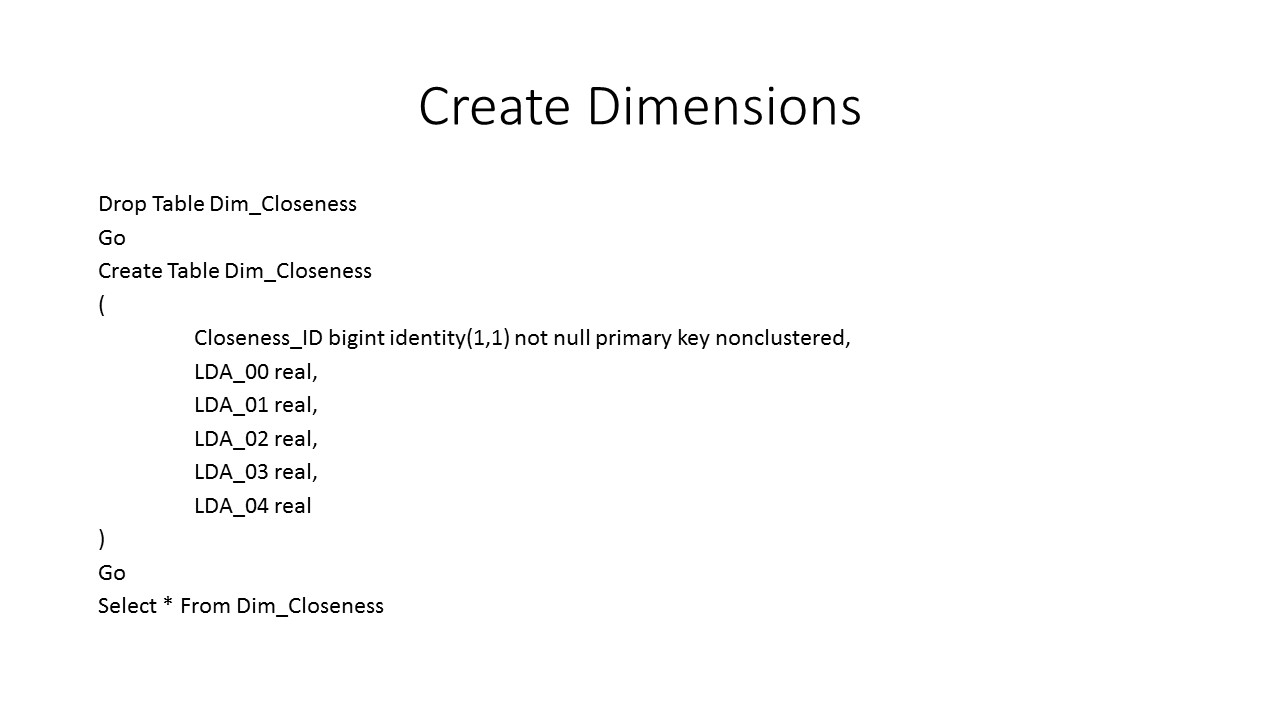 Create Dimensions
Drop Table Dim_Closeness
Go
Create Table Dim_Closeness
(
Closeness_ID bigint identity(1,1) not null primary key nonclustered,
LDA_00 real,
LDA_01 real,
LDA_02 real,
LDA_03 real,
LDA_04 real
)
Go
Select * From Dim_Closeness